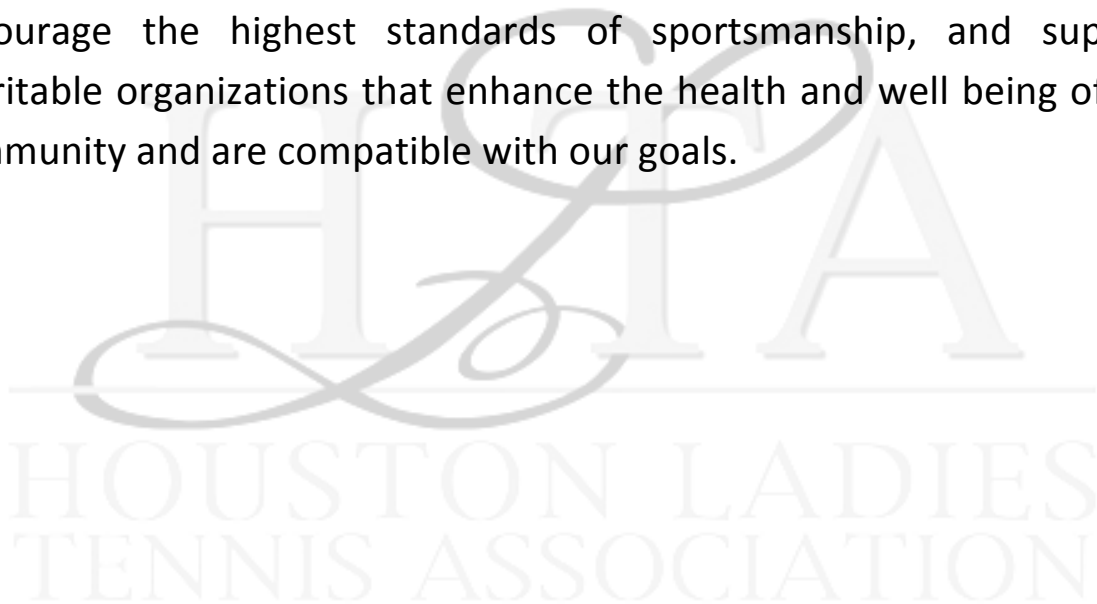 ourage the highest standards of sportsmanship, and sup
ritable organizations that enhance the health and well being of
munity and are compatible with our goals.
HLTA
HOUSTON LADIES
TENNIS ASSOCIATION